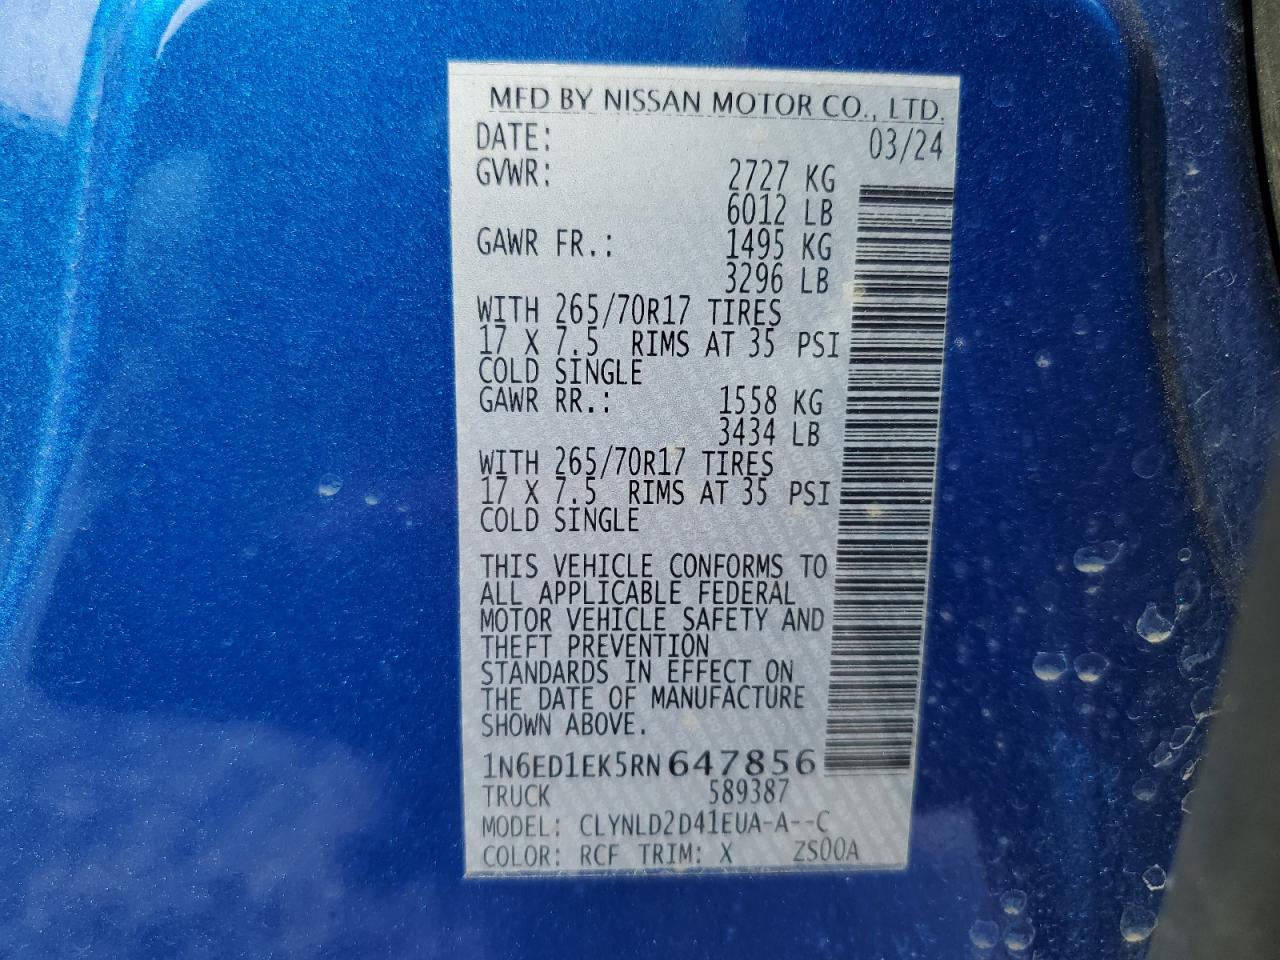 MFD BY NISSAN MOTOR CO., LTD.
DATE: 03/24
GVWR: 2727 KG
6012 LB
GAWR FR.: 1495 KG
3296 LB
WITH 265/70R17 TIRES
17 X 7.5 RIMS AT 35 PSI
COLD SINGLE
GAWR RR.: 1558 KG
3434 LB
WITH 265/70R17 TIRES
17 X 7.5 RIMS AT 35 PSI
COLD SINGLE
THIS VEHICLE CONFORMS TO
ALL APPLICABLE FEDERAL
MOTOR VEHICLE SAFETY AND
THEFT PREVENTION
STANDARDS IN EFFECT ON
THE DATE OF MANUFACTURE
SHOWN ABOVE.
1N6ED1EK5RN647856
TRUCK 589387
MODEL: CLYNLD2D41EUA-A--C
COLOR: RCF TRIM: X ZS00A